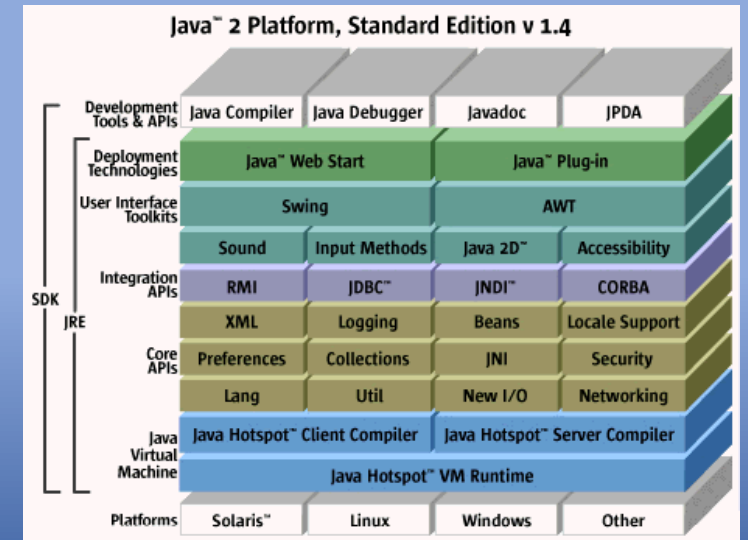 Java™ 2 Platform, Standard Edition v 1.4
Development
Tools & APIs
Java Compiler
Java Debugger
Javadoc
JPDA
Deployment
Technologies
Java™ Web Start
Java™ Plug-in
User Interface
Toolkits
Swing
AWT
Sound
Input Methods
Java 2D™
Accessibility
Integration
APIs
RMI
JDBC™
JNDI™
CORBA
SDK
JRE
XML
Logging
Beans
Locale Support
Core
APIs
Preferences
Collections
JNI
Security
Lang
Util
New I/O
Networking
Java
Virtual
Machine
Java Hotspot™ Client Compiler
Java Hotspot™ Server Compiler
Java Hotspot™ VM Runtime
Platforms
Solaris™
Linux
Windows
Other